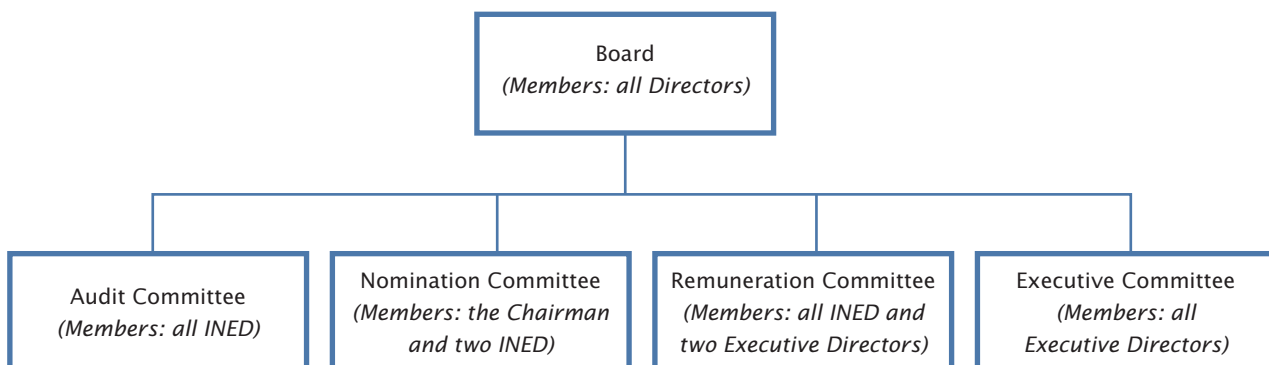 Board
(Members: all Directors)
Audit Committee
(Members: all INED)
Nomination Committee
(Members: the Chairman
and two INED)
Remuneration Committee
(Members: all INED and
two Executive Directors)
Executive Committee
(Members: all
Executive Directors)